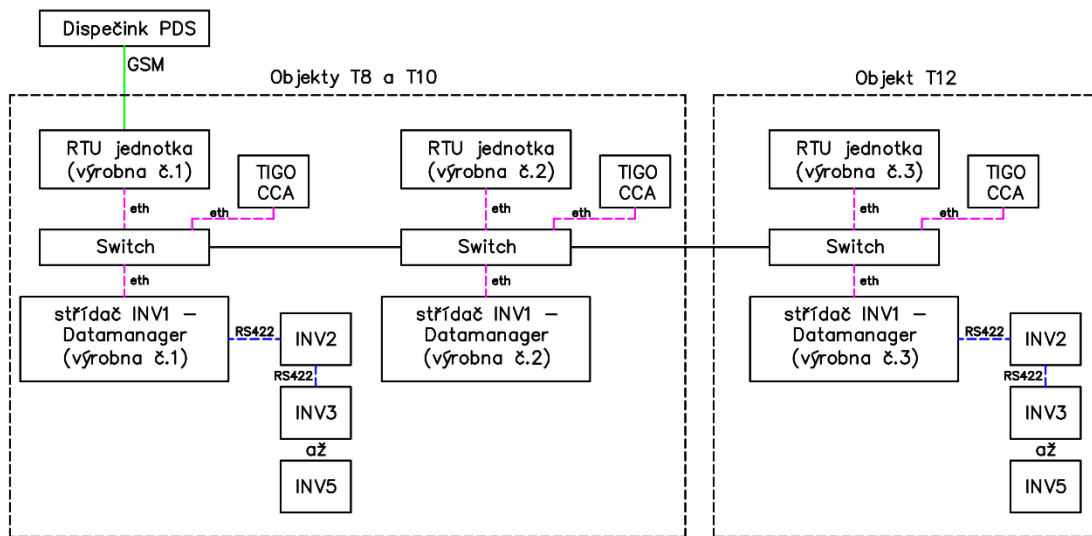 Dispečink PDS
GSM
Objekty T8 a T10
Objekt T12
RTU jednotka
(výrobna č.1)
TIGO
CCA
RTU jednotka
(výrobna č.2)
TIGO
CCA
RTU jednotka
(výrobna č.3)
TIGO
CCA
eth
eth
eth
eth
eth
eth
Switch
Switch
Switch
eth
eth
eth
střídač INV1 –
Datamanager
(výrobna č.1)
RS422
INV2
RS422
INV3
až
INV5
střídač INV1 –
Datamanager
(výrobna č.2)
střídač INV1 –
Datamanager
(výrobna č.3)
RS422
INV2
RS422
INV3
až
INV5